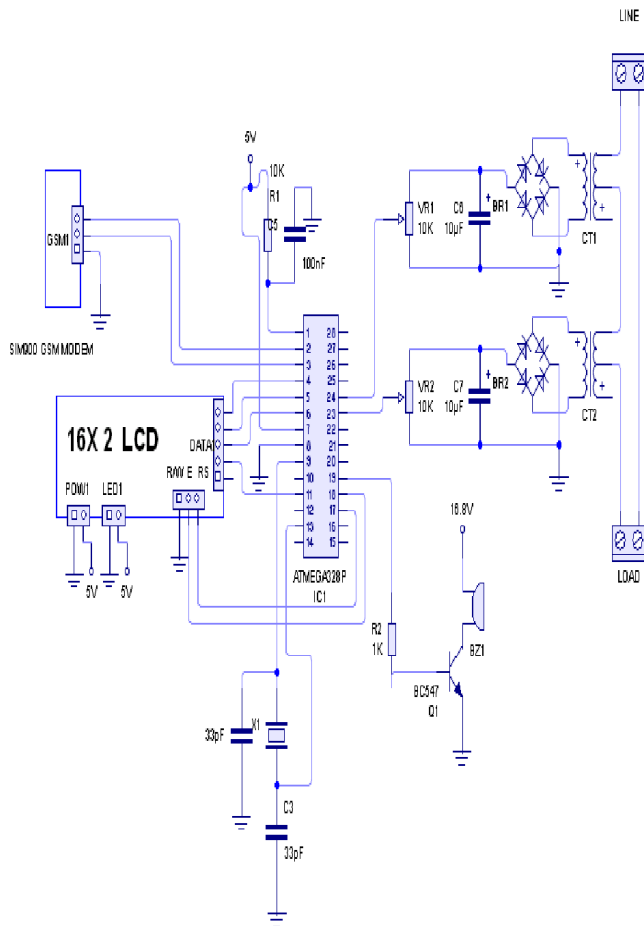 LINE
5V
10K
R1
C5
100nF
GSM1
SIM900 GSM MODEM
VR1
10K
C6
10µF
+
BR1
+
CT1
VR2
10K
C7
10µF
+
BR2
+
CT2
1
2
3
4
5
6
7
8
9
10
11
12
13
14
28
27
26
25
24
23
22
21
20
19
18
17
16
15
ATMEGA328P
IC1
16X 2 LCD
DATA
R/W E RS
POW1
LED1
5V
5V
16.8V
LOAD
R2
1K
BZ1
BC547
Q1
33pF
X1
C3
33pF